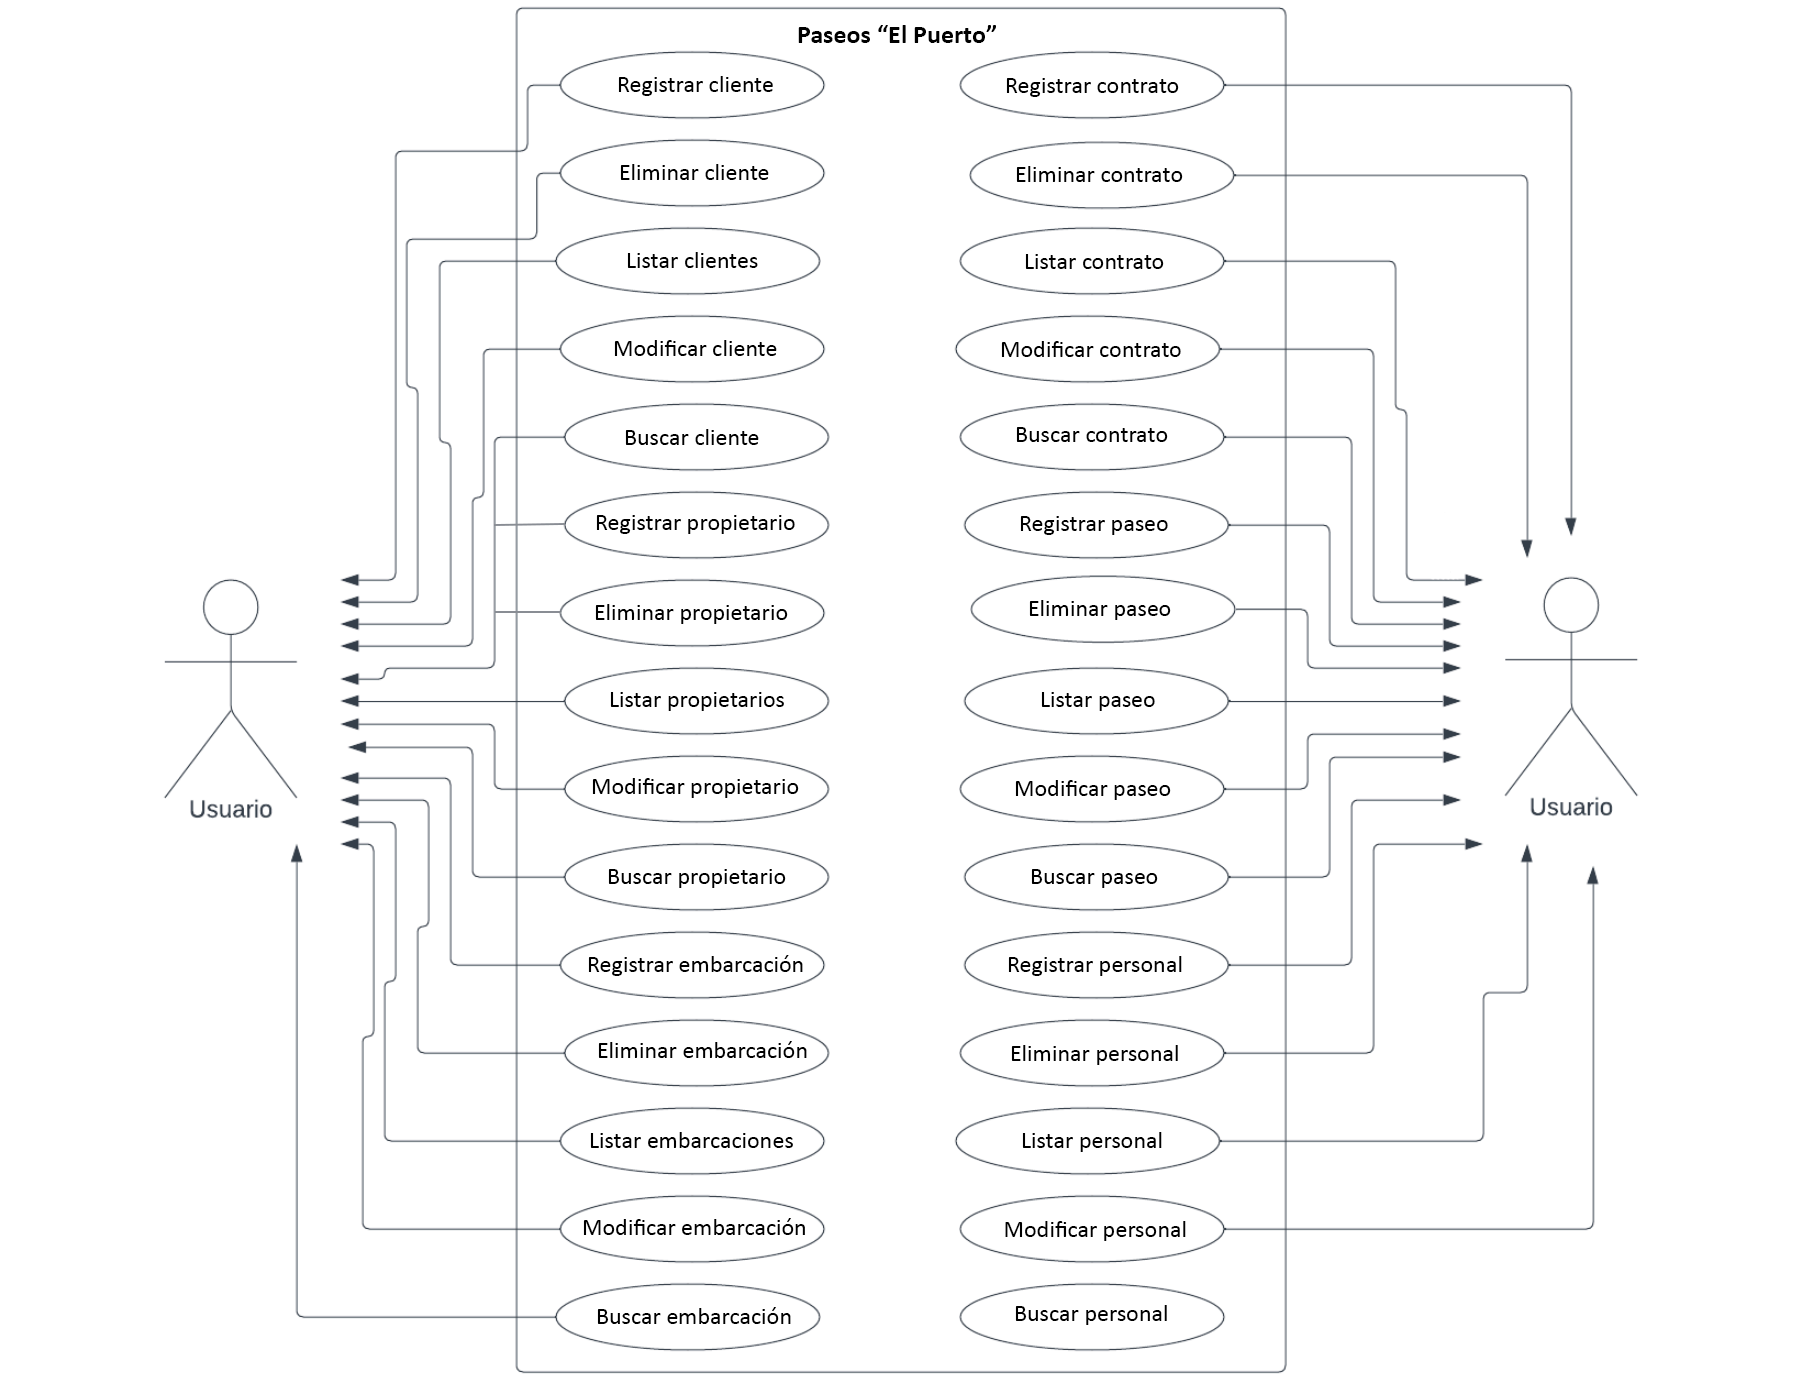 Paseos “El Puerto”
Registrar cliente
Eliminar cliente
Listar clientes
Modificar cliente
Buscar cliente
Registrar propietario
Eliminar propietario
Listar propietarios
Modificar propietario
Buscar propietario
Registrar embarcación
Eliminar embarcación
Listar embarcaciones
Modificar embarcación
Buscar embarcación
Registrar contrato
Eliminar contrato
Listar contrato
Modificar contrato
Buscar contrato
Registrar paseo
Eliminar paseo
Listar paseo
Modificar paseo
Buscar paseo
Registrar personal
Eliminar personal
Listar personal
Modificar personal
Buscar personal
Usuario
Usuario